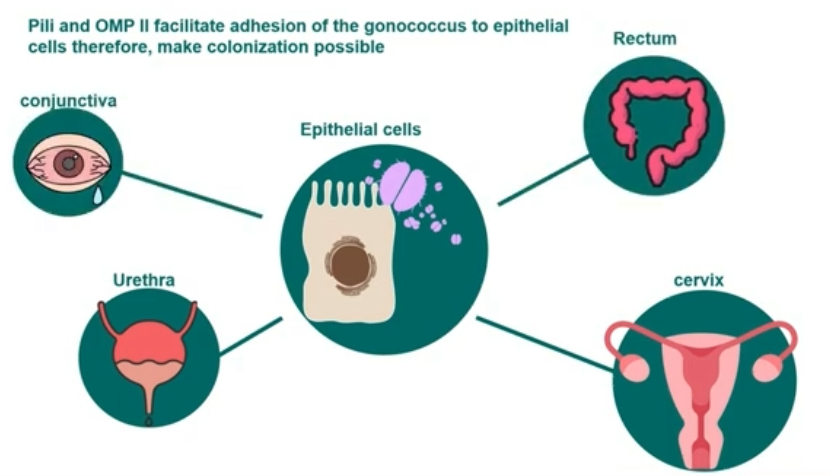 Pili and OMP II facilitate adhesion of the gonococcus to epithelial
cells therefore, make colonization possible
Rectum
conjunctiva
Epithelial cells
Urethra
cervix